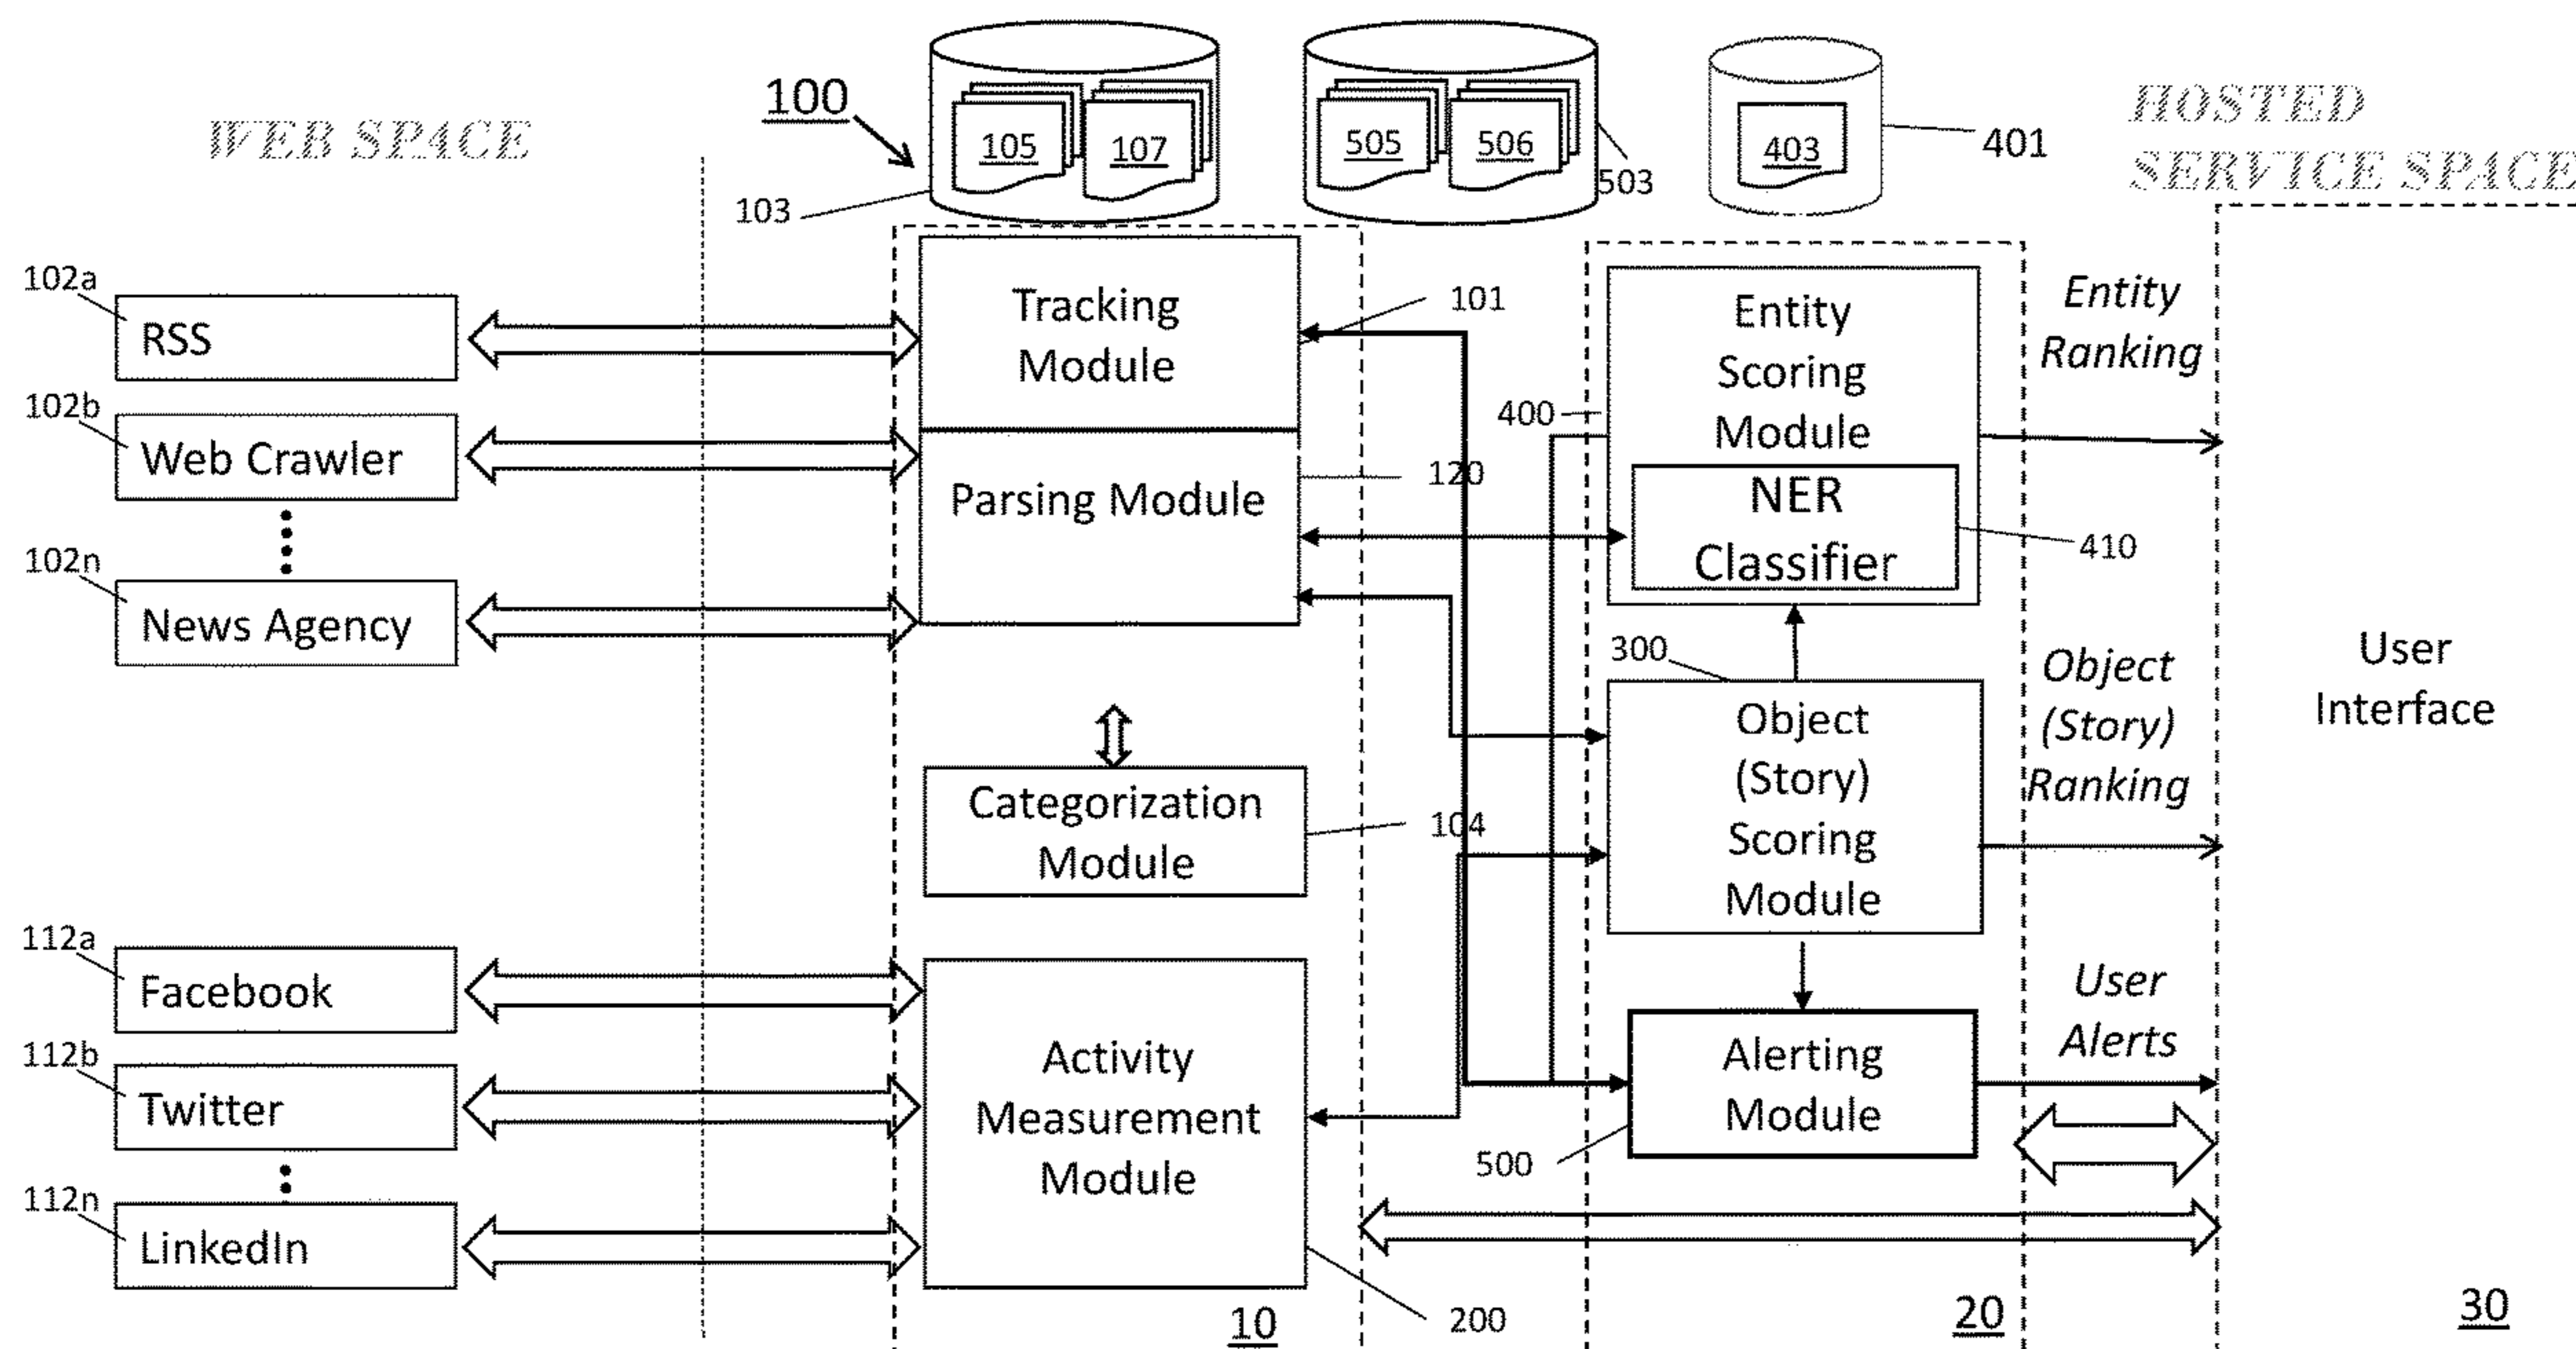 WEB SPACE
100
105
107
103
505
506
503
403
401
HOSTED
SERVICE SPACE
102a
RSS
102b
Web Crawler
102n
News Agency
112a
Facebook
112b
Twitter
112n
LinkedIn
Tracking
Module
101
Parsing Module
120
Categorization
Module
104
Activity
Measurement
Module
200
10
400
Entity
Scoring
Module
NER
Classifier
410
300
Object
(Story)
Scoring
Module
Alerting
Module
500
20
Entity
Ranking
Object
(Story)
Ranking
User
Alerts
User
Interface
30